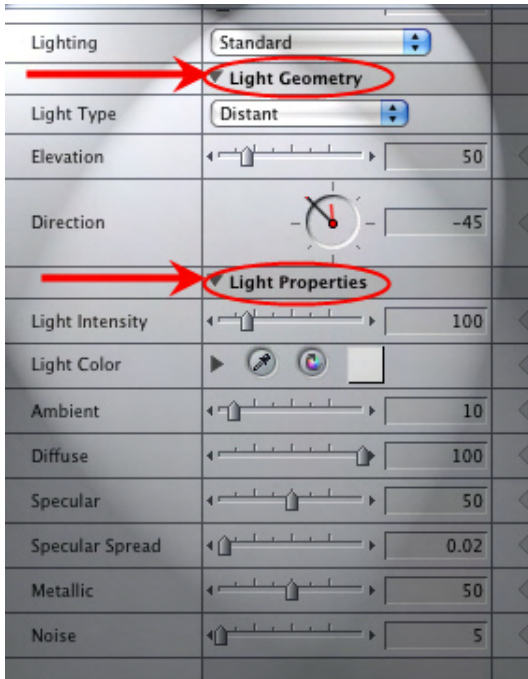 Lighting Standard
Light Geometry
Light Type Distant
Elevation 50
Direction -45
Light Properties
Light Intensity 100
Light Color
Ambient 10
Diffuse 100
Specular 50
Specular Spread 0.02
Metallic 50
Noise 5